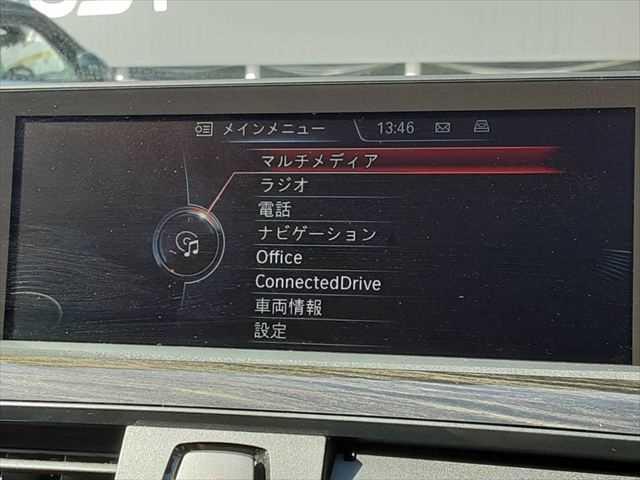 メインメニュー 13:46
マルチメディア
ラジオ
電話
ナビゲーション
Office
ConnectedDrive
車両情報
設定